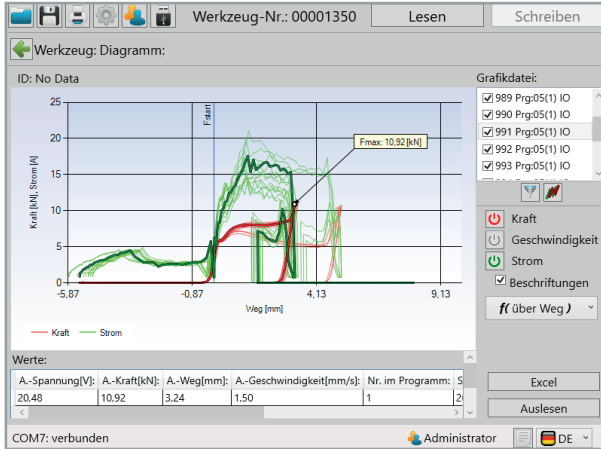 Werkzeug-Nr.: 00001350
Lesen
Schreiben
Werkzeug: Diagramm:
ID: No Data
Grafikdatei:
989 Prg:05(1) IO
990 Prg:05(1) IO
991 Prg:05(1) IO
992 Prg:05(1) IO
993 Prg:05(1) IO
Kraft [kN], Strom [A]
25
20
15
10
5
0
Fstart
Fmax: 10,92 [kN]
-5,87
-0,87
4,13
9,13
Weg [mm]
Kraft
Strom
Kraft
Geschwindigkeit
Strom
Beschriftungen
f( über Weg )
Werte:
A.-Spannung[V]: A.-Kraft[kN]: A.-Weg[mm]: A.-Geschwindigkeit[mm/s]: Nr. im Programm: S
20,48 10,92 3,24 1,50 1
Excel
Auslesen
COM7: verbunden
Administrator
DE